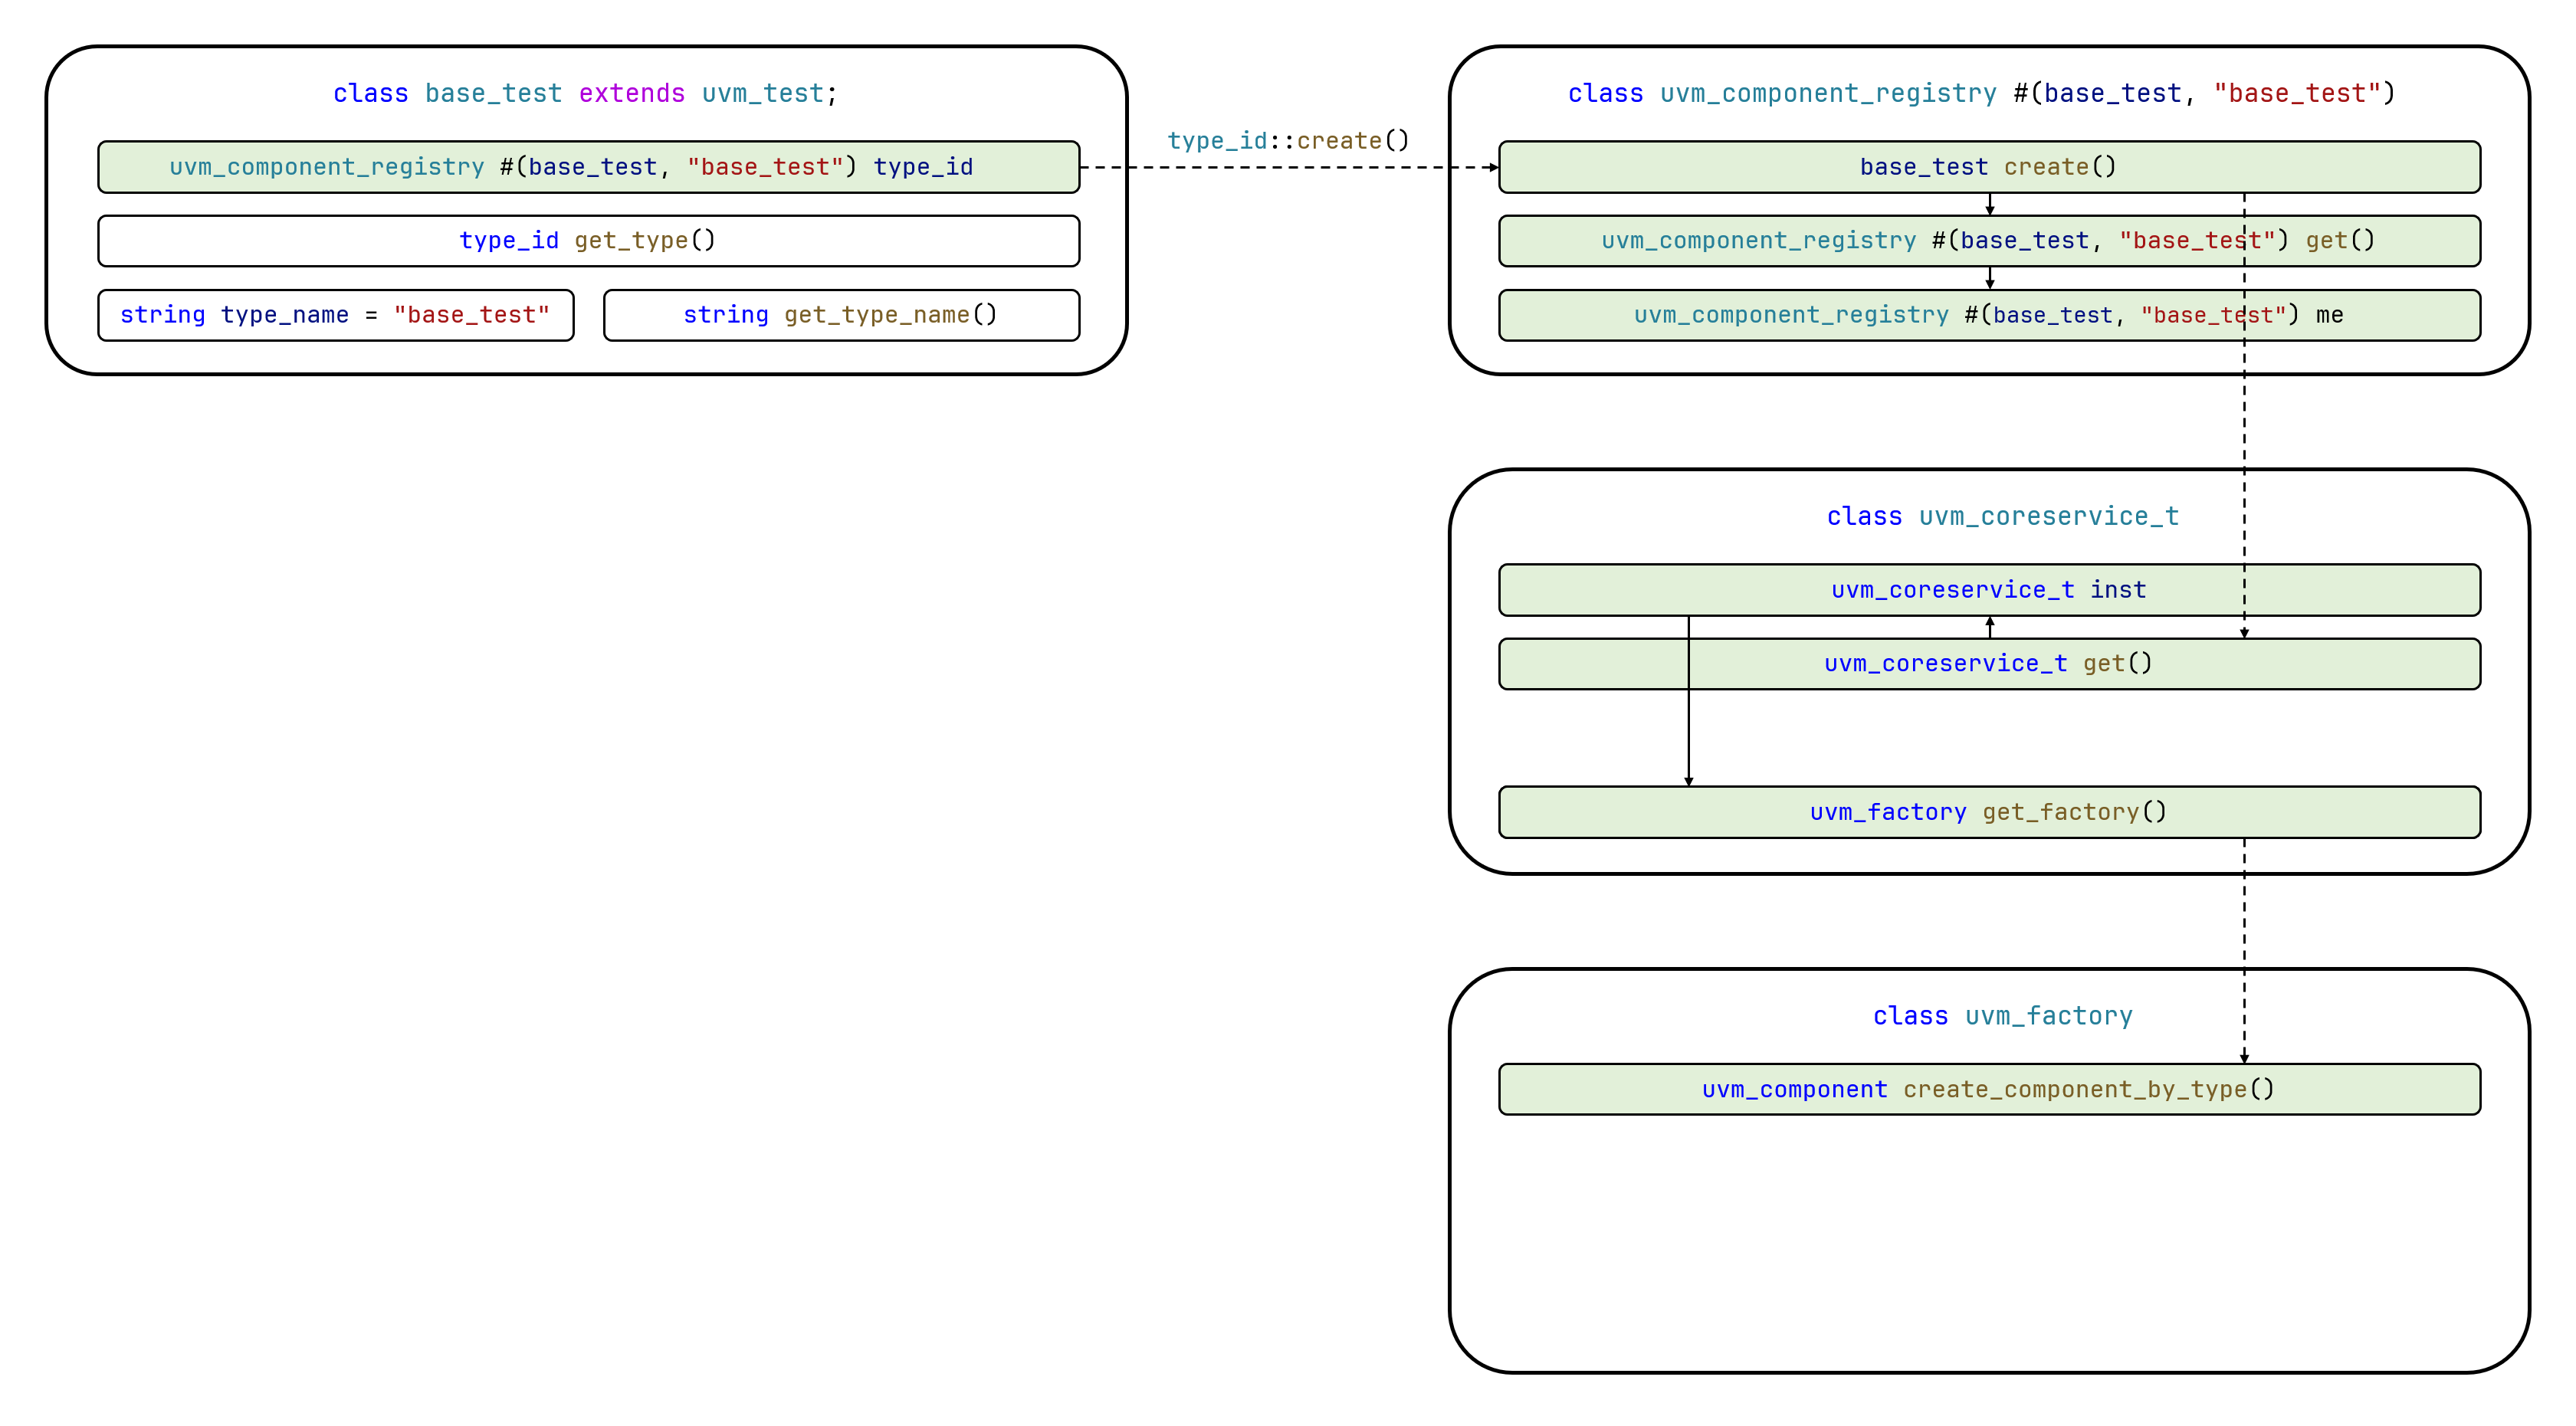 class base_test extends uvm_test;
uvm_component_registry #(base_test, "base_test") type_id
type_id get_type()
string type_name = "base_test"
string get_type_name()
type_id::create()
class uvm_component_registry #(base_test, "base_test")
base_test create()
uvm_component_registry #(base_test, "base_test") get()
uvm_component_registry #(base_test, "base_test") me
class uvm_coreservice_t
uvm_coreservice_t inst
uvm_coreservice_t get()
uvm_factory get_factory()
class uvm_factory
uvm_component create_component_by_type()